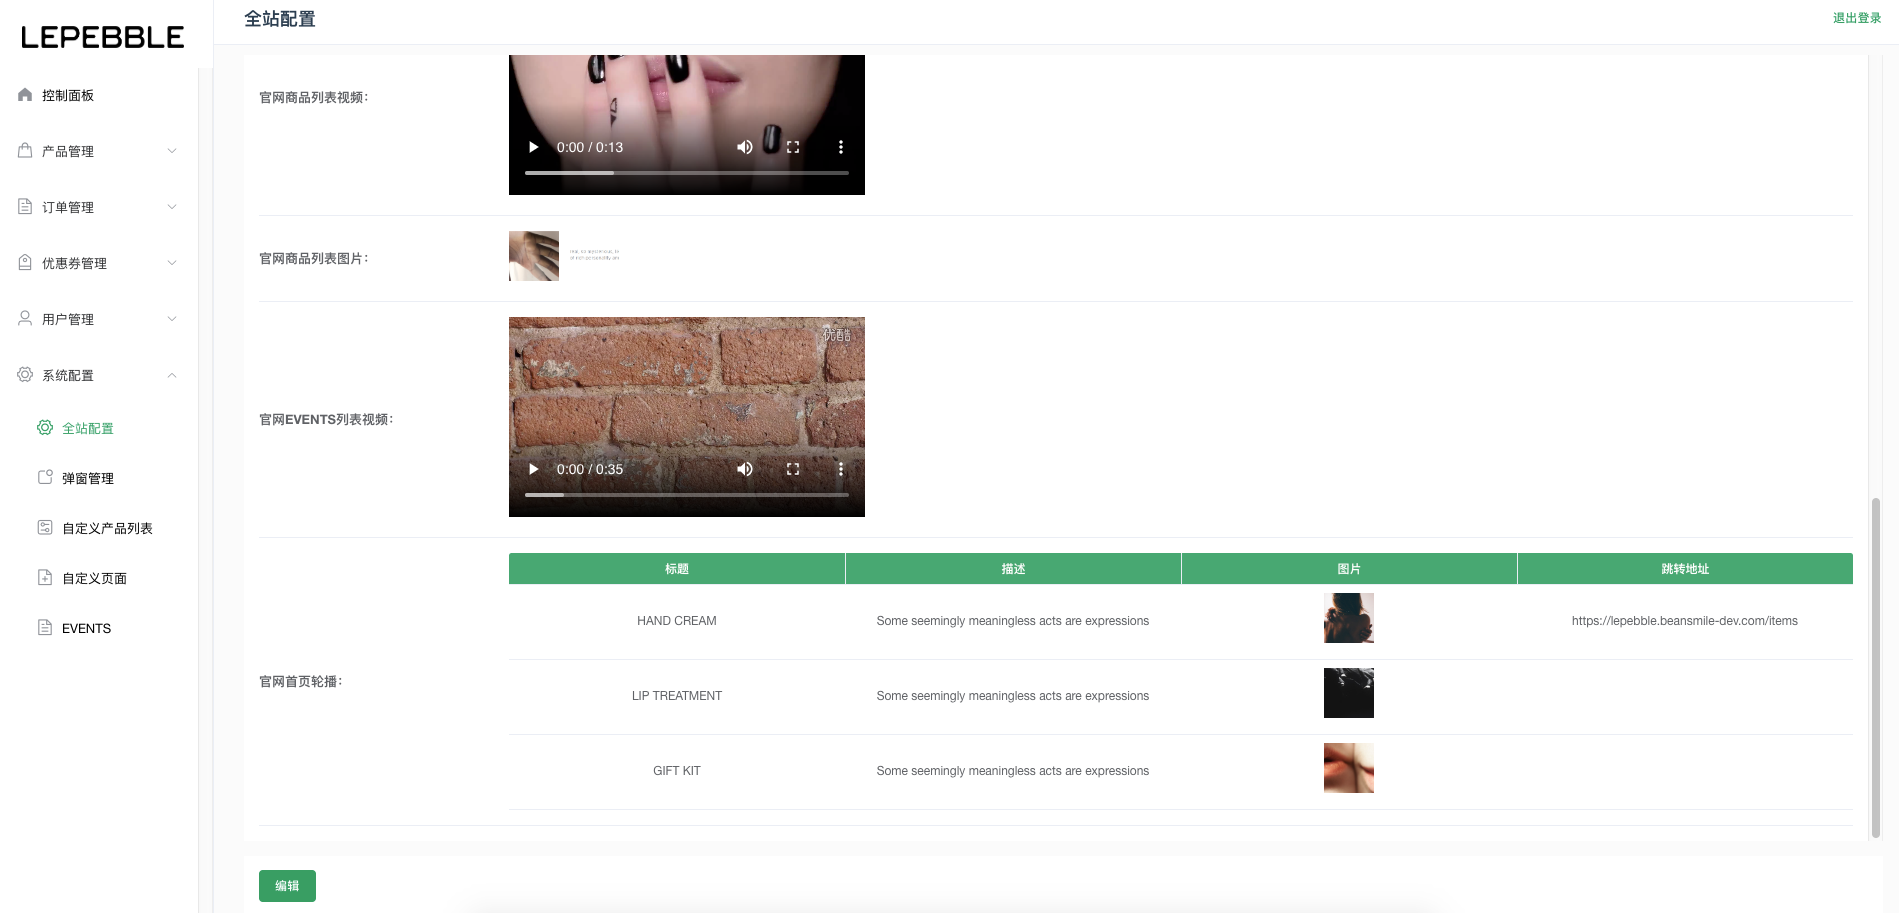 LEPEBBLE
全站配置
退出登录
控制面板
产品管理
订单管理
优惠券管理
用户管理
系统配置
全站配置
弹窗管理
自定义产品列表
自定义页面
EVENTS
官网商品列表视频：
0:00 / 0:13
官网商品列表图片：
官网EVENTS列表视频：
优酷
0:00 / 0:35
官网首页轮播：
标题 描述 图片 跳转地址
HAND CREAM Some seemingly meaningless acts are expressions https://lepebble.beansmile-dev.com/items
LIP TREATMENT Some seemingly meaningless acts are expressions
GIFT KIT Some seemingly meaningless acts are expressions
编辑